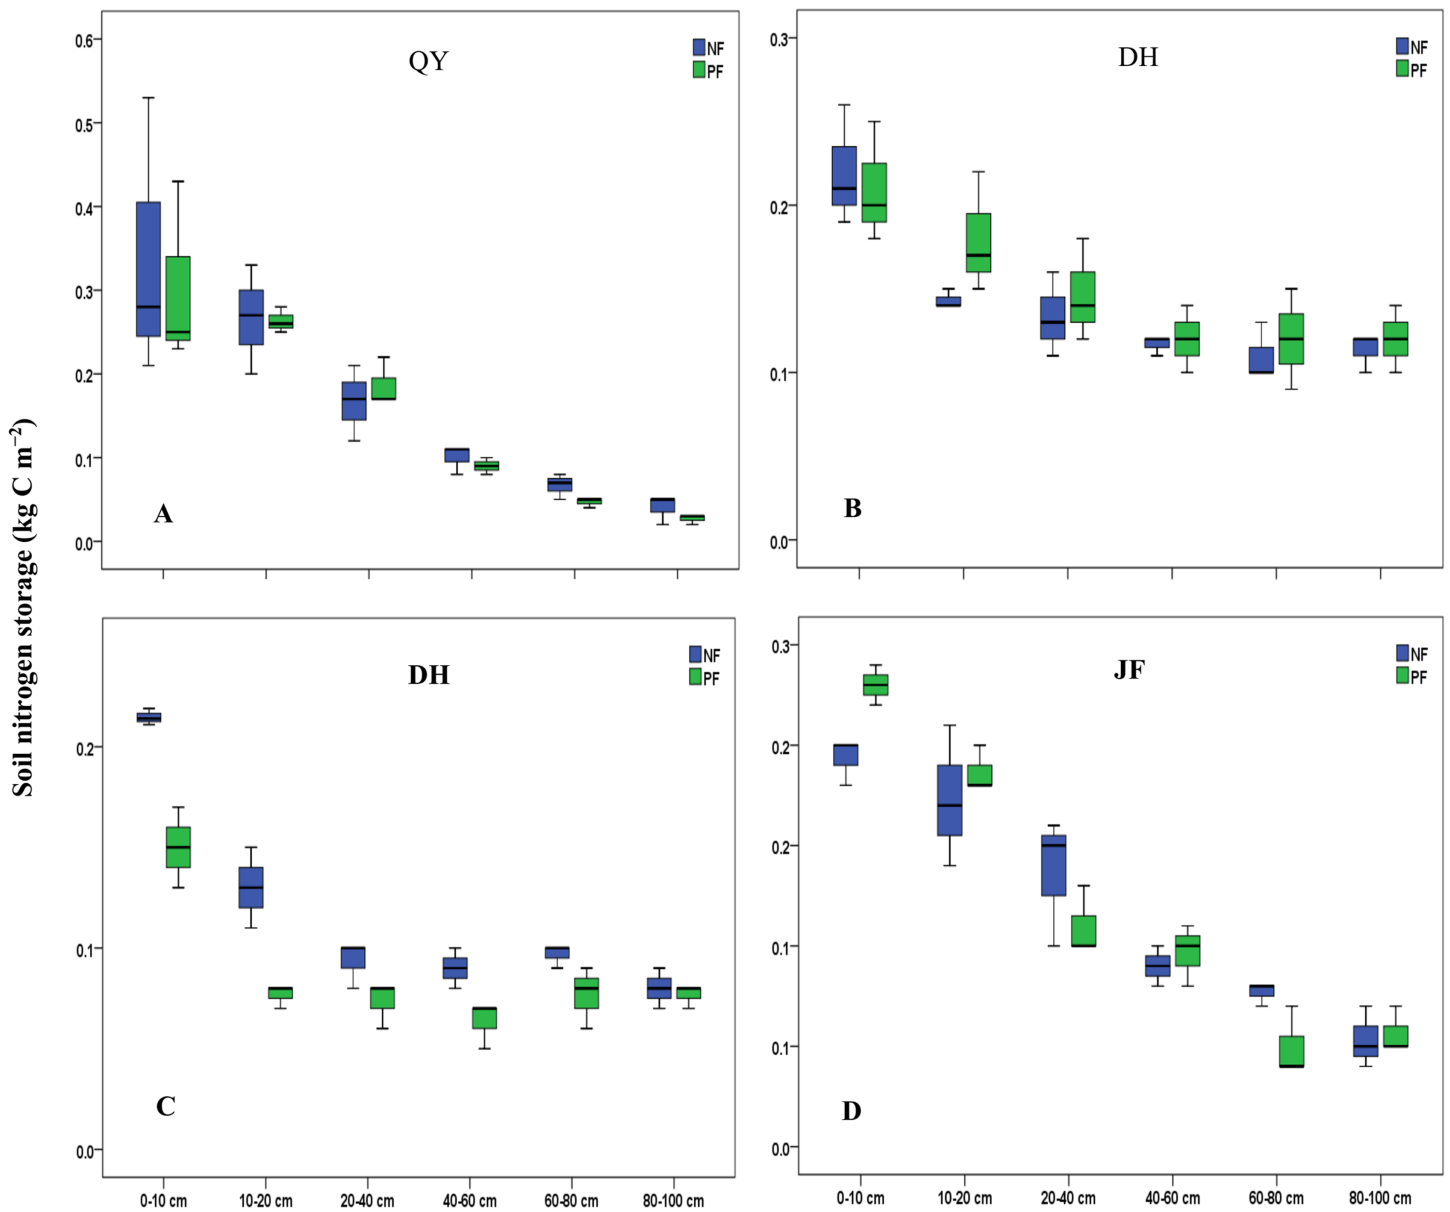 Soil nitrogen storage (kg C m⁻²)
QY
NF
PF
0.6
0.5
0.4
0.3
0.2
0.1
0.0
A
DH
NF
PF
0.3
0.2
0.1
0.0
B
DH
NF
PF
0.2
0.1
0.0
C
0-10 cm
10-20 cm
20-40 cm
40-60 cm
60-80 cm
80-100 cm
JF
NF
PF
0.3
0.2
0.2
0.1
0.1
0.0
D
0-10 cm
10-20 cm
20-40 cm
40-60 cm
60-80 cm
80-100 cm